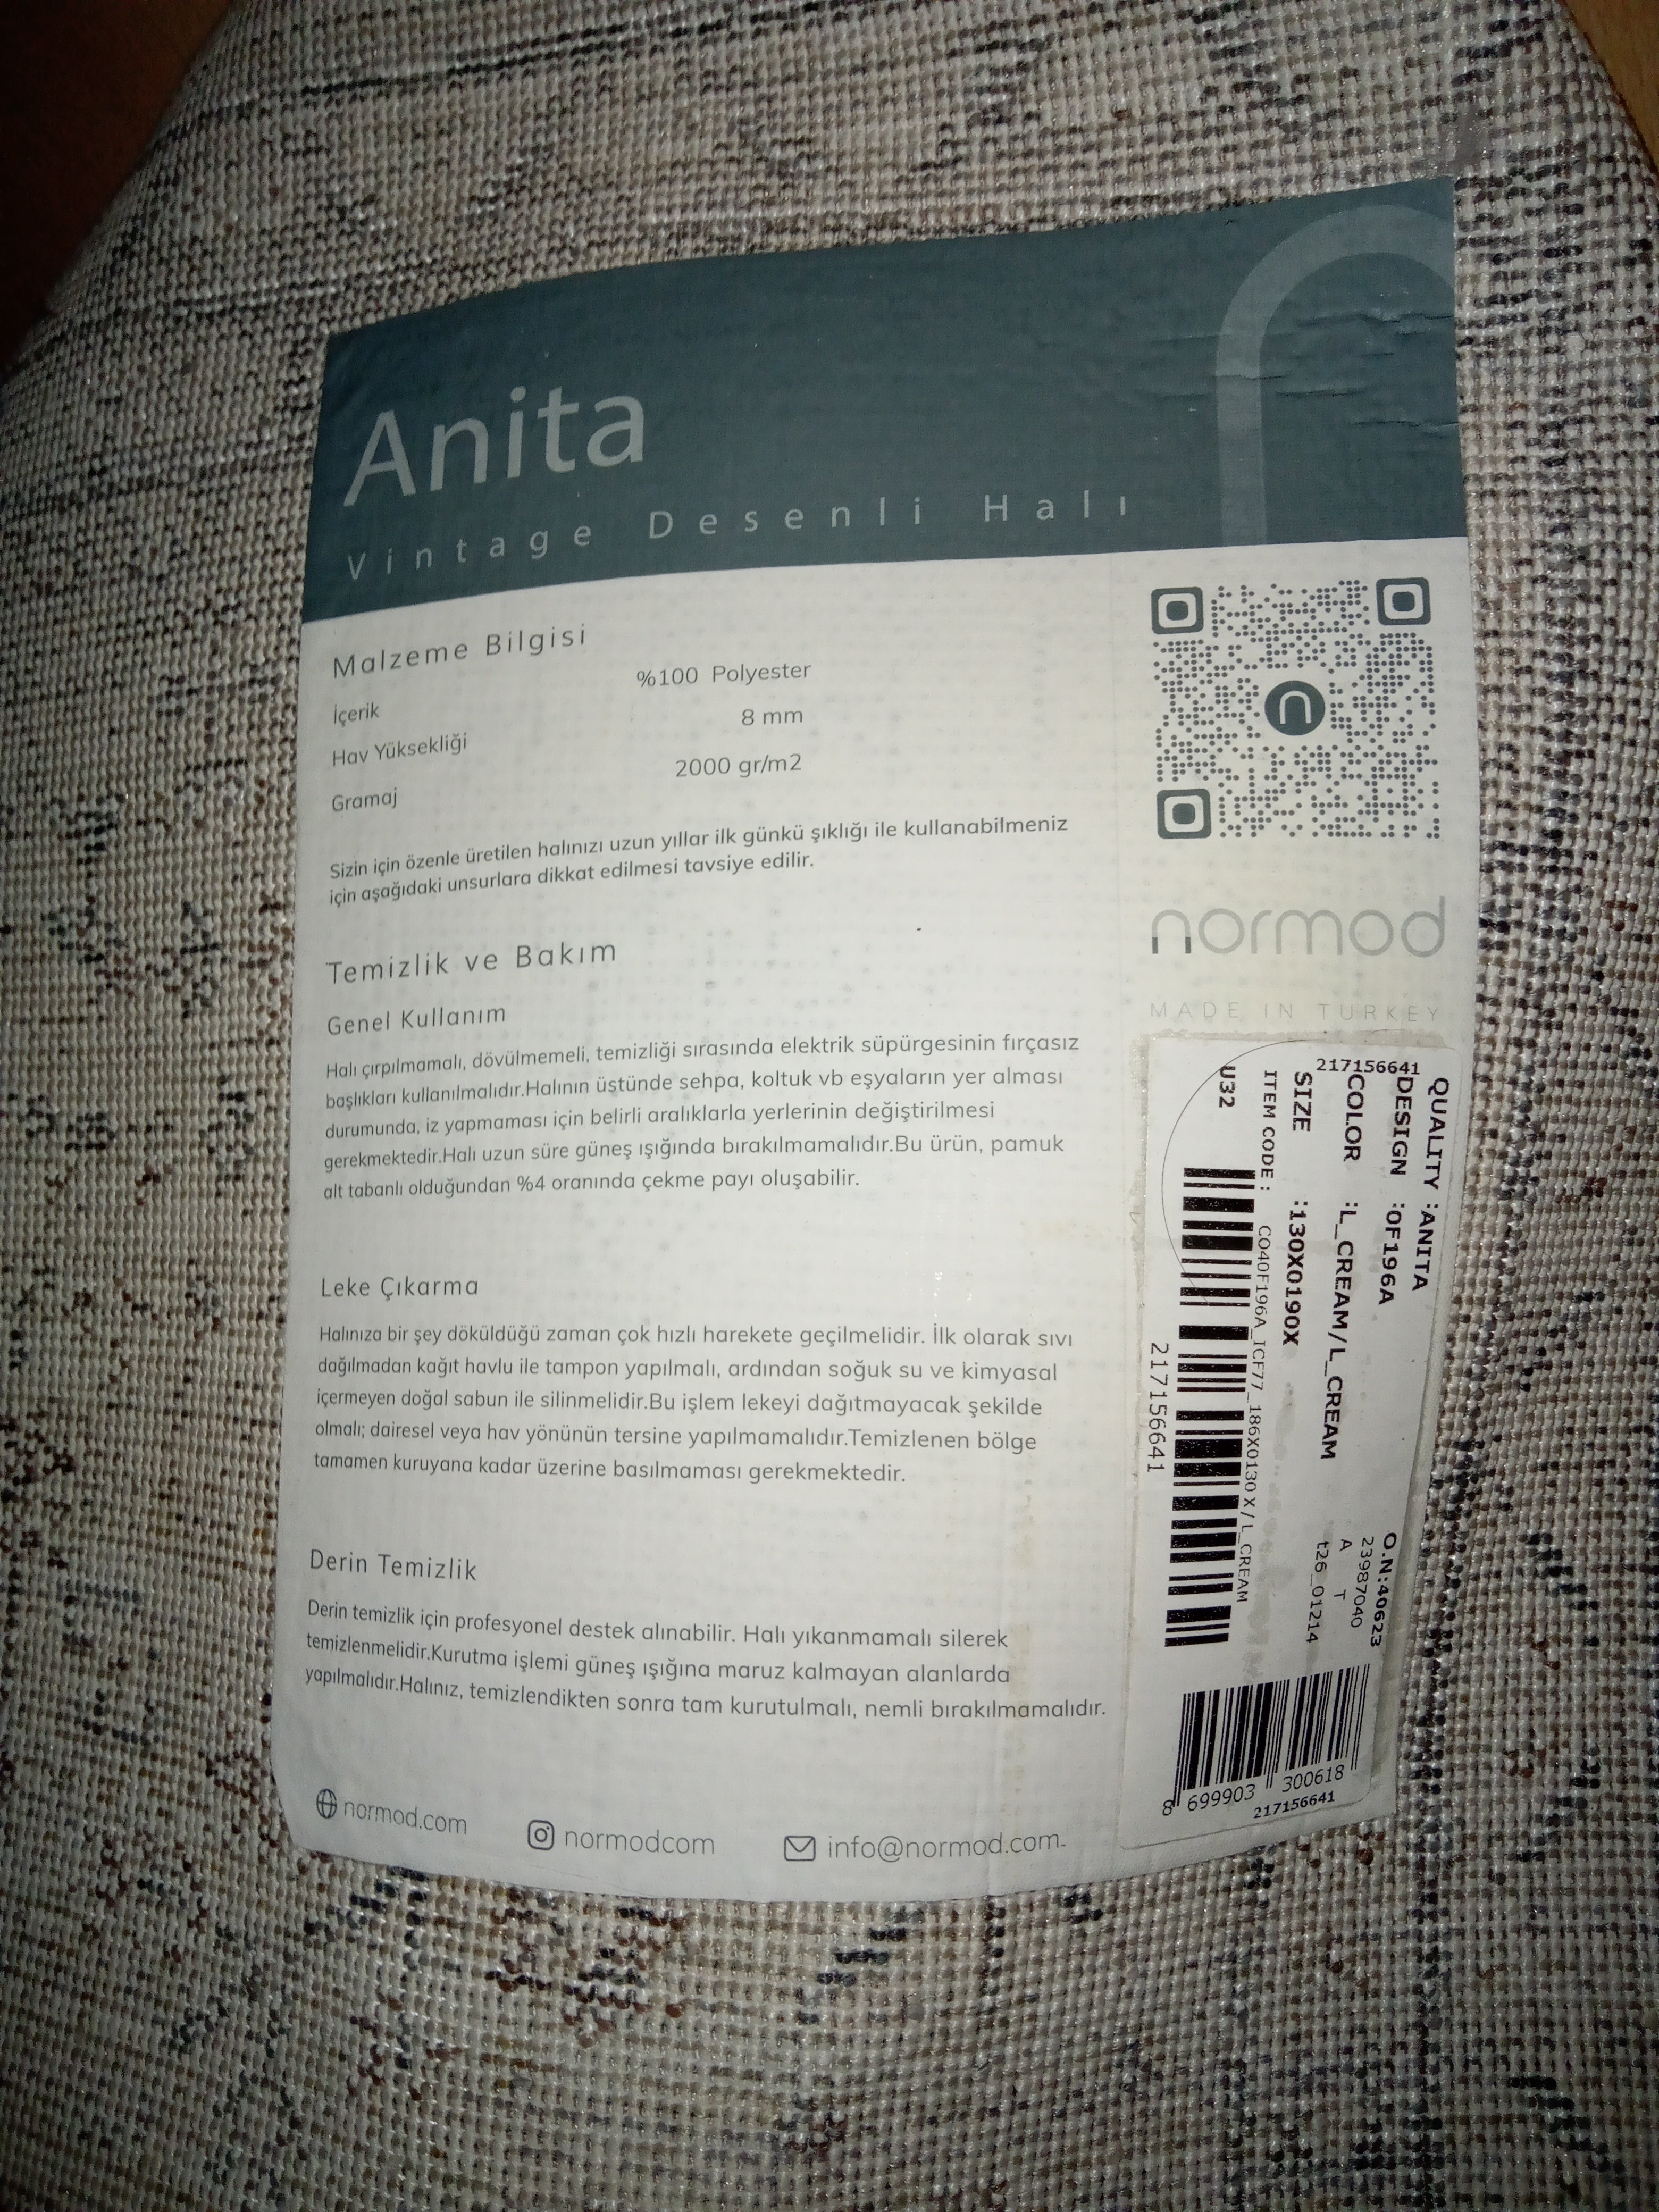 Anita
Vintage Desenli Halı
Malzeme Bilgisi
İçerik %100 Polyester
Hav Yüksekliği 8 mm
Gramaj 2000 gr/m2
Sizin için özenle üretilen halınızı uzun yıllar ilk günkü şıklığı ile kullanabilmeniz
için aşağıdaki unsurlara dikkat edilmesi tavsiye edilir.
Temizlik ve Bakım
Genel Kullanım
Halı çırpılmamalı, dövülmemeli, temizliği sırasında elektrik süpürgesinin fırçasız
başlıkları kullanılmalıdır.Halının üstünde sehpa, koltuk vb eşyaların yer alması
durumunda, iz yapmaması için belirli aralıklarla yerlerinin değiştirilmesi
gerekmektedir.Halı uzun süre güneş ışığında bırakılmamalıdır.Bu ürün, pamuk
alt tabanlı olduğundan %4 oranında çekme payı oluşabilir.
Leke Çıkarma
Halınıza bir şey döküldüğü zaman çok hızlı harekete geçilmelidir. İlk olarak sıvı
dağılmadan kağıt havlu ile tampon yapılmalı, ardından soğuk su ve kimyasal
içermeyen doğal sabun ile silinmelidir.Bu işlem lekeyi dağıtmayacak şekilde
olmalı; dairesel veya hav yönünün tersine yapılmamalıdır.Temizlenen bölge
tamamen kuruyana kadar üzerine basılmaması gerekmektedir.
Derin Temizlik
Derin temizlik için profesyonel destek alınabilir. Halı yıkanmamalı silerek
temizlenmelidir.Kurutma işlemi güneş ışığına maruz kalmayan alanlarda
yapılmalıdır.Halınız, temizlendikten sonra tam kurutulmalı, nemli bırakılmamalıdır.
normod.com
normodcom
info@normod.com
n
normod
MADE IN TURKEY
217156641
QUALITY :ANITA
DESIGN :0F196A
COLOR :L_CREAM/L_CREAM
SIZE :130X0190X
ITEM CODE : CO40F196A_ICF77_186X0130 X/L_CREAM
U32
217156641
O.N:40623
23987040
A T
t26_01214
8 699903 300618
217156641